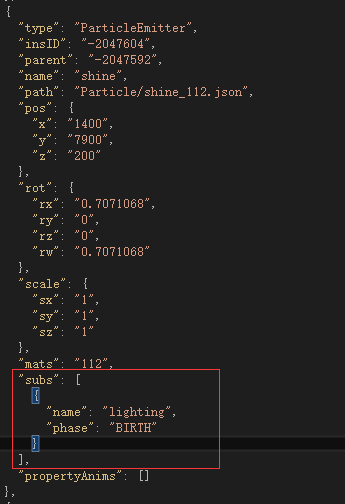 {
"type": "ParticleEmitter",
"insID": "-2047604",
"parent": "-2047592",
"name": "shine",
"path": "Particle/shine_112.json",
"pos": {
"x": "1400",
"y": "7900",
"z": "200"
},
"rot": {
"rx": "0.7071068",
"ry": "0",
"rz": "0",
"rw": "0.7071068"
},
"scale": {
"sx": "1",
"sy": "1",
"sz": "1"
},
"mats": "112",
"subs": [
{
"name": "lighting",
"phase": "BIRTH"
}
],
"propertyAnims": []
},